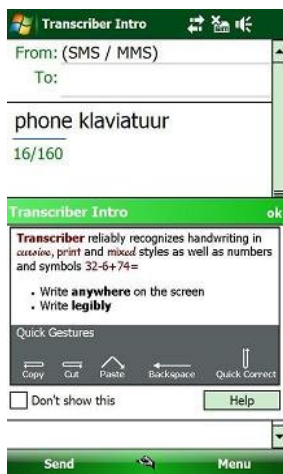 Transcriber Intro
From: (SMS / MMS)
To:
phone klaviatuur
16/160
Transcriber Intro ok
Transcriber reliably recognizes handwriting in
cursive, print and mixed styles as well as numbers
and symbols 32-6+74=
• Write anywhere on the screen
• Write legibly
Quick Gestures
Copy Cut Paste Backspace Quick Correct
Don't show this Help
Send Menu